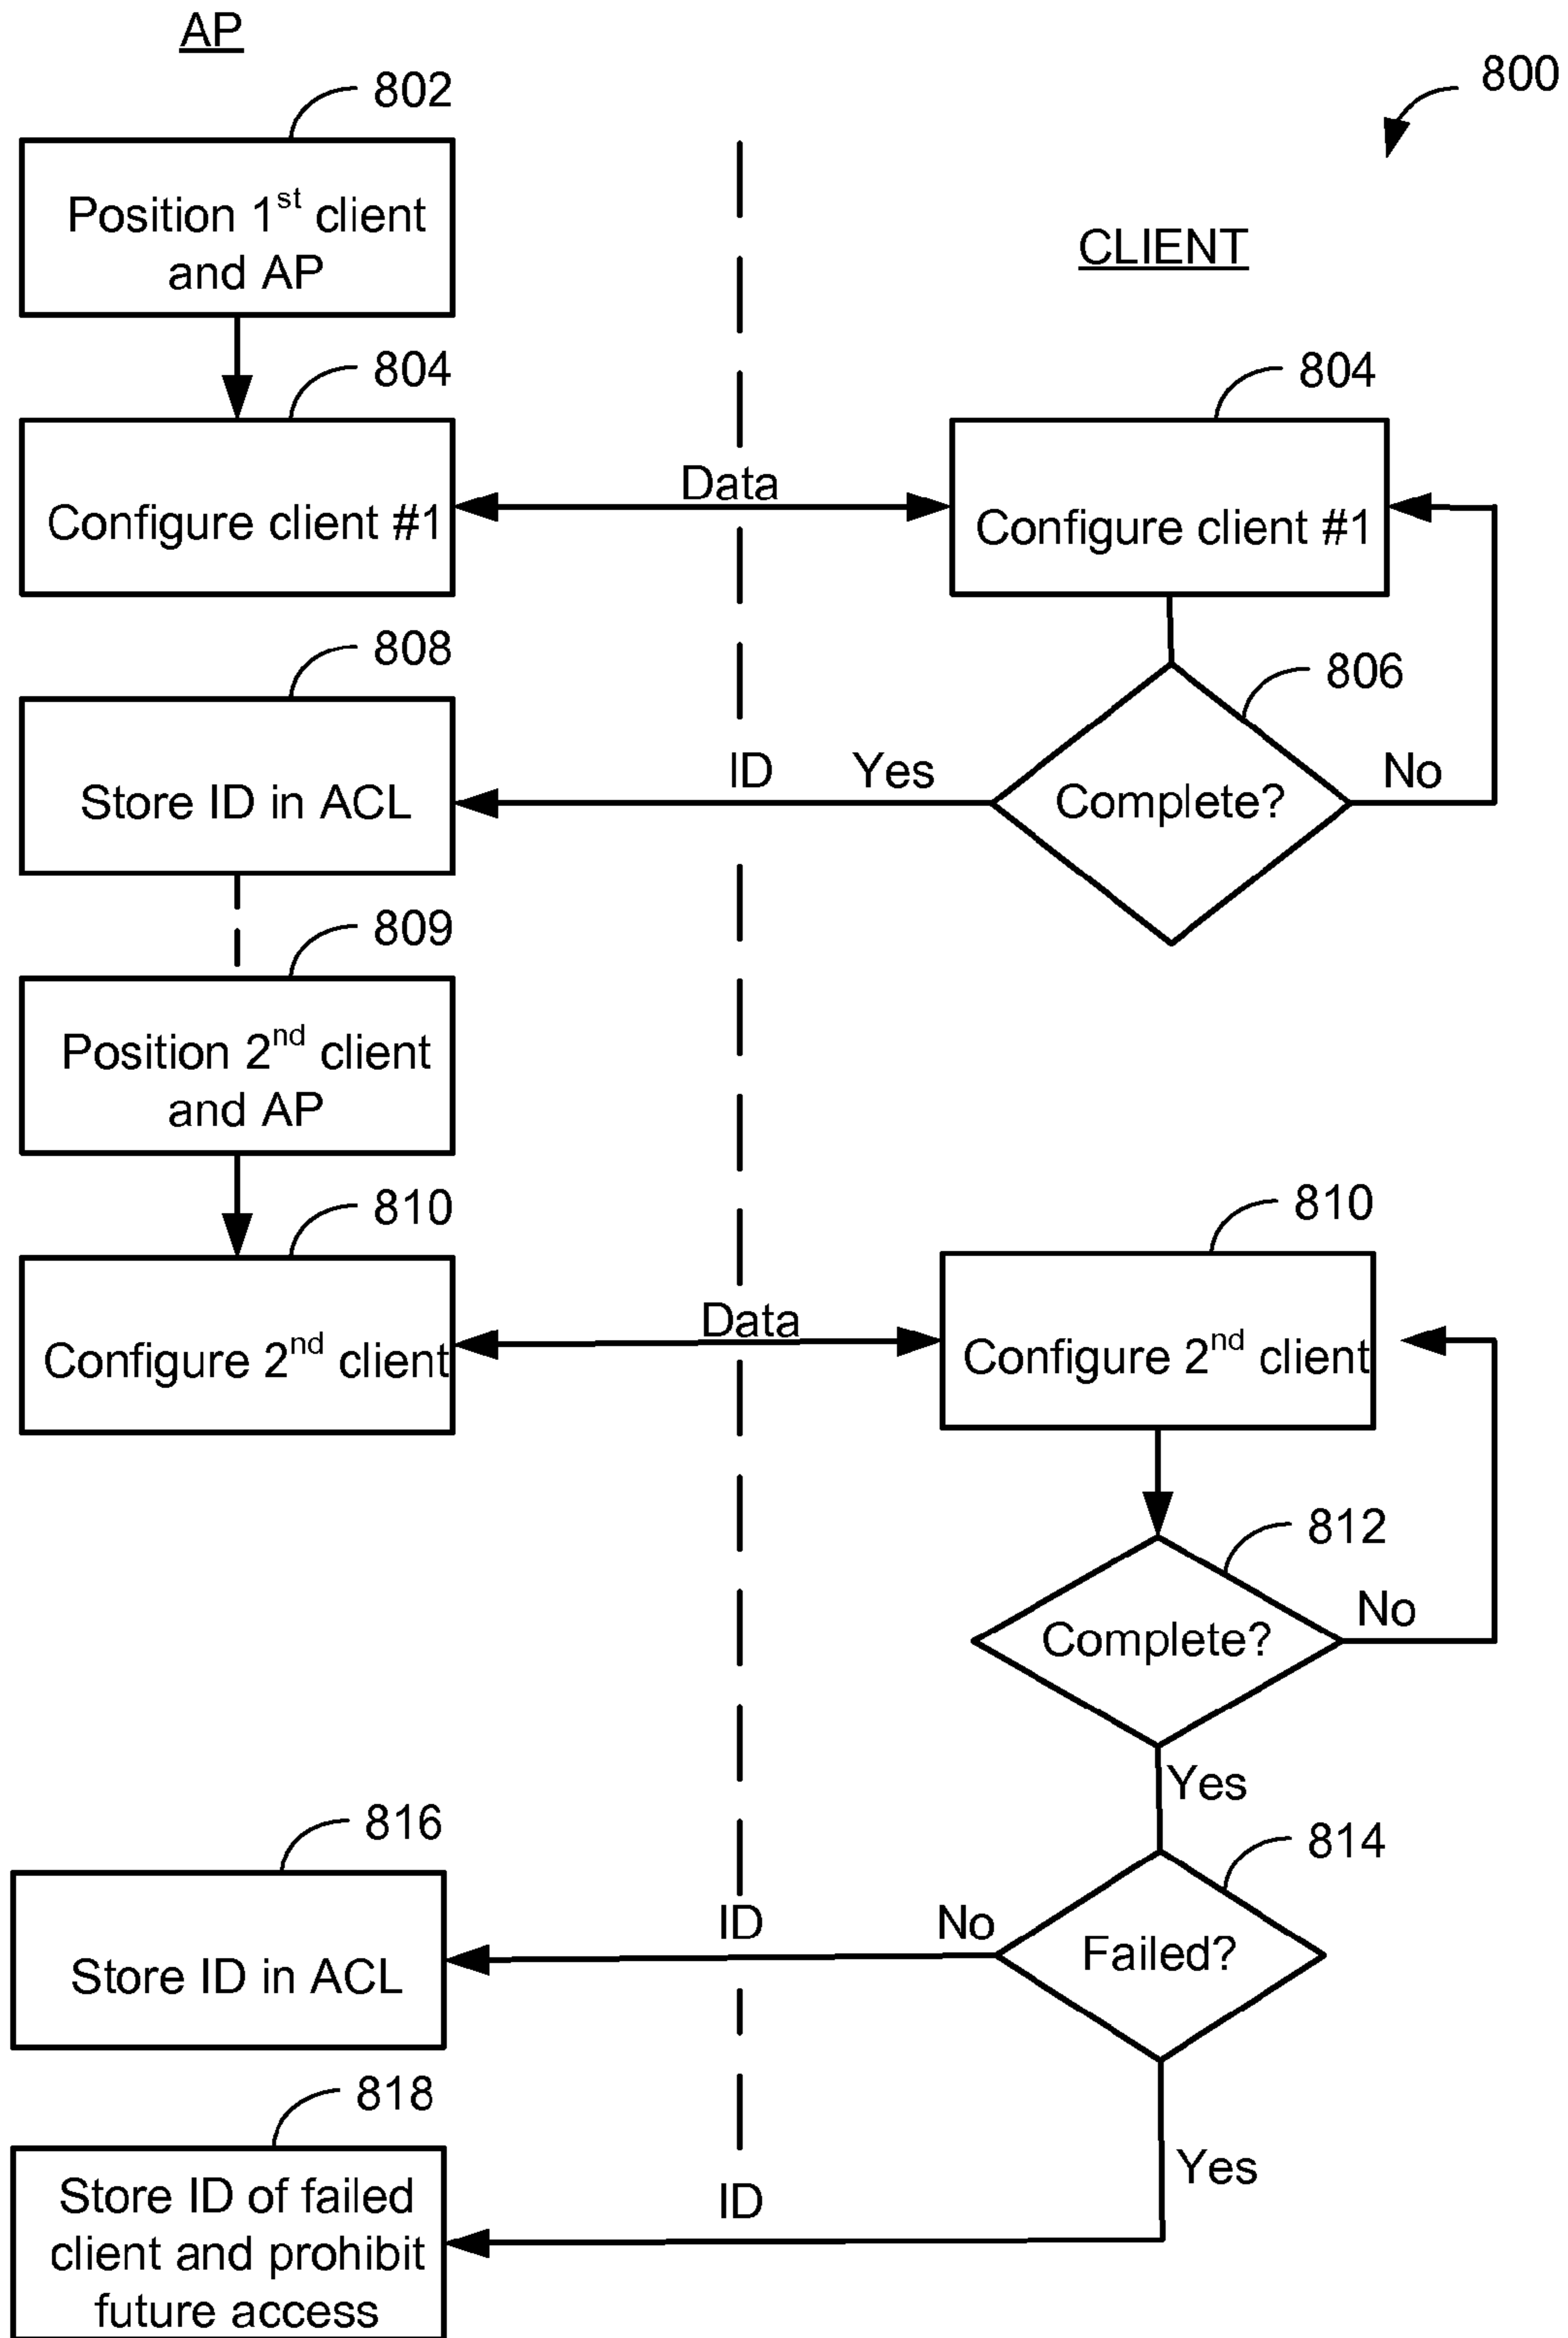 AP
802
800
Position 1st client
and AP
CLIENT
804
804
Data
Configure client #1
Configure client #1
808
806
ID
Yes
No
Store ID in ACL
Complete?
809
Position 2nd client
and AP
810
810
Data
Configure 2nd client
Configure 2nd client
812
No
Complete?
Yes
816
814
ID
No
Store ID in ACL
Failed?
818
Yes
ID
Store ID of failed
client and prohibit
future access